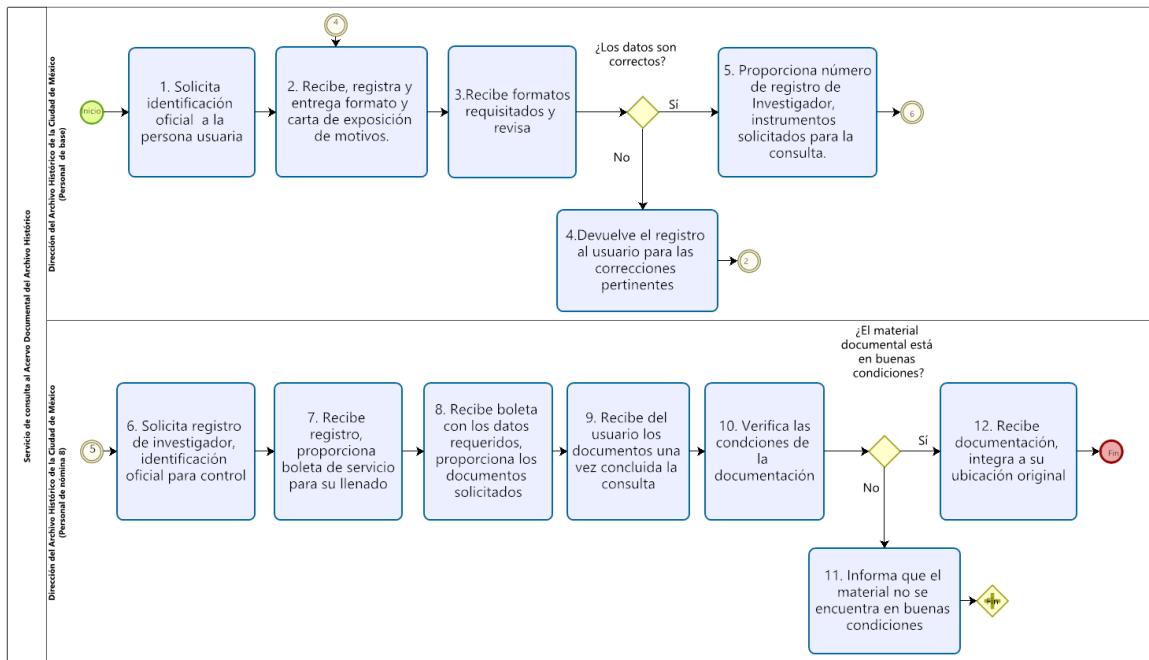 Servicio de consulta al Acervo Documental del Archivo Histórico
Dirección del Archivo Histórico de la Ciudad de México
(Personal de base)
Inicio
1. Solicita
identificación
oficial a la
persona usuaria
4
2. Recibe, registra y
entrega formato y
carta de exposición
de motivos.
3.Recibe formatos
requisitados y
revisa
¿Los datos son
correctos?
Sí
No
5. Proporciona número
de registro de
Investigador,
instrumentos
solicitados para la
consulta.
6
4.Devuelve el registro
al usuario para las
correcciones
pertinentes
2
Dirección del Archivo Histórico de la Ciudad de México
(Personal de nómina 8)
5
6. Solicita registro
de investigador,
identificación
oficial para control
7. Recibe
registro,
proporciona
boleta de servicio
para su llenado
8. Recibe boleta
con los datos
requeridos,
proporciona los
documentos
solicitados
9. Recibe del
usuario los
documentos una
vez concluida la
consulta
10. Verifica las
condciones de
la
documentación
¿El material
documental está
en buenas
condiciones?
Sí
No
12. Recibe
documentación,
integra a su
ubicación original
Fin
11. Informa que el
material no se
encuentra en buenas
condiciones
Fin